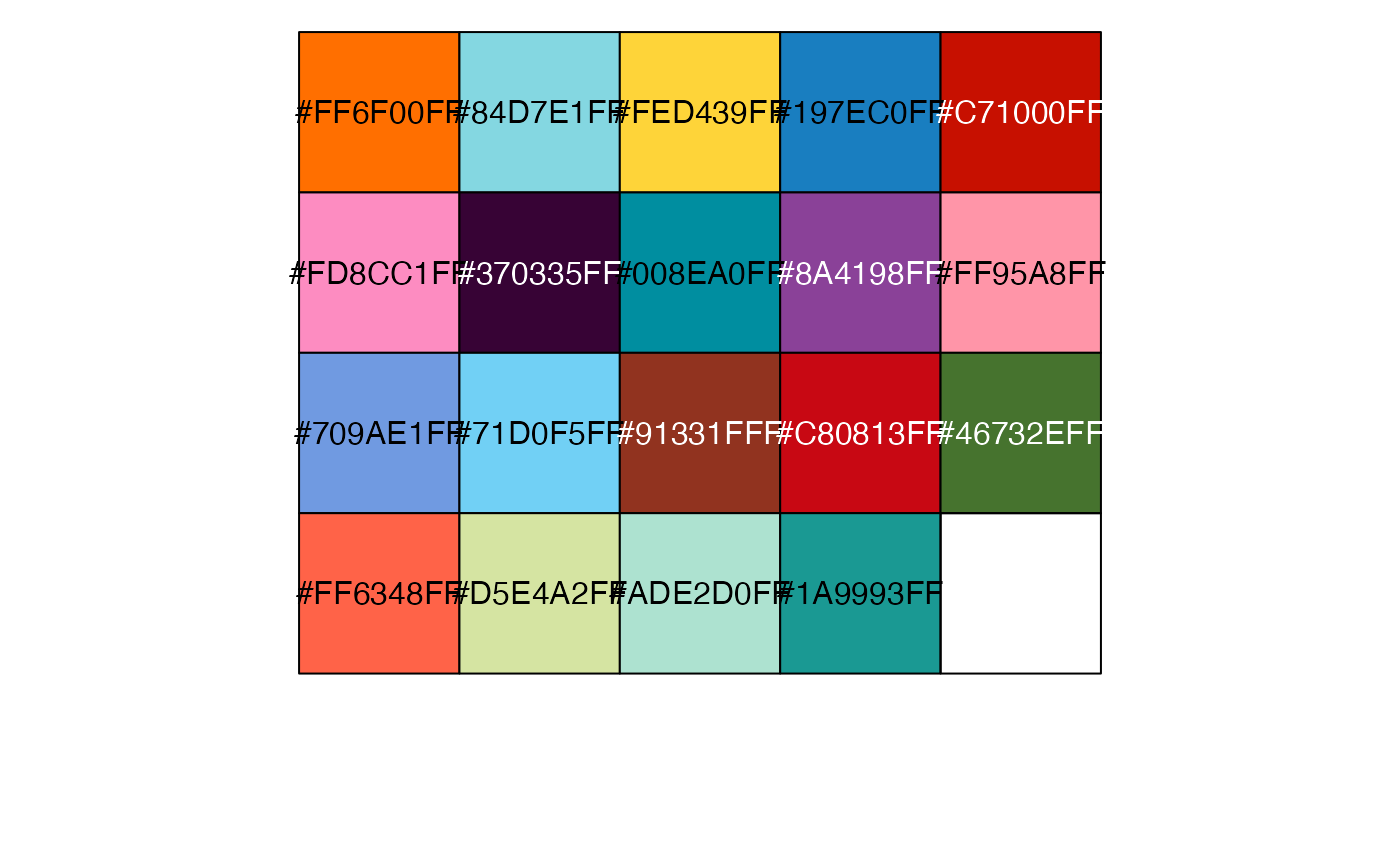 #FF6F00FF #84D7E1FF #FED439FF #197EC0FF #C71000FF
#FD8CC1FF #370335FF #008EA0FF #8A4198FF #FF95A8FF
#709AE1FF #71D0F5FF #91331FFF #C80813FF #46732EFF
#FF6348FF #D5E4A2FF #ADE2D0FF #1A9993FF